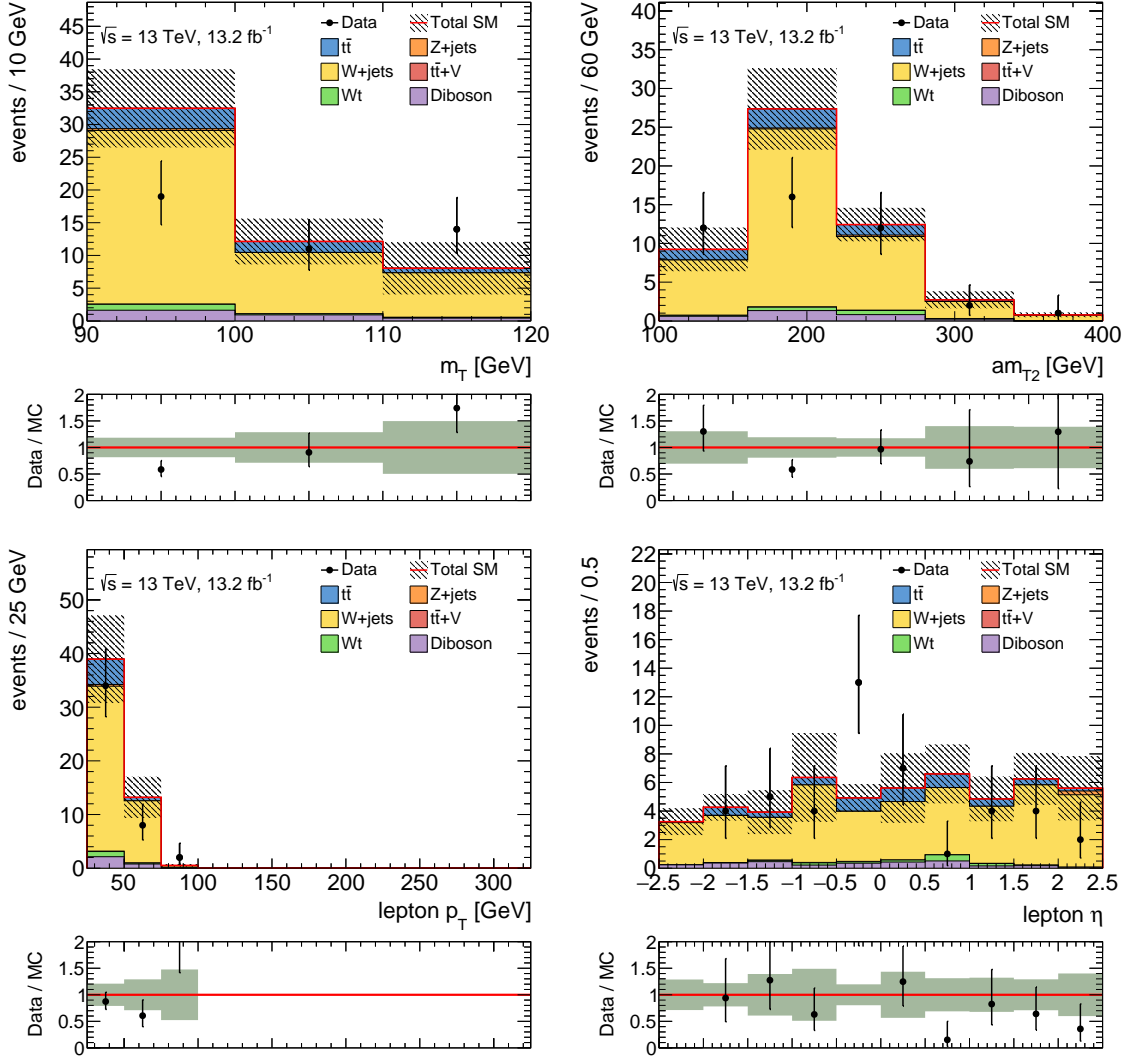 events / 10 GeV
45
40
35
30
25
20
15
10
5
0
√s = 13 TeV, 13.2 fb-1
Data
Total SM
tt̄
Z+jets
W+jets
tt̄+V
Wt
Diboson
90 100 110 120
mT [GeV]
Data / MC
2
1.5
1
0.5
0
events / 60 GeV
40
35
30
25
20
15
10
5
0
√s = 13 TeV, 13.2 fb-1
Data
Total SM
tt̄
Z+jets
W+jets
tt̄+V
Wt
Diboson
100 200 300 400
amT2 [GeV]
Data / MC
2
1.5
1
0.5
0
events / 25 GeV
50
40
30
20
10
0
√s = 13 TeV, 13.2 fb-1
Data
Total SM
tt̄
Z+jets
W+jets
tt̄+V
Wt
Diboson
50 100 150 200 250 300
lepton pT [GeV]
Data / MC
2
1.5
1
0.5
0
events / 0.5
22
20
18
16
14
12
10
8
6
4
2
0
√s = 13 TeV, 13.2 fb-1
Data
Total SM
tt̄
Z+jets
W+jets
tt̄+V
Wt
Diboson
−2.5 −2 −1.5 −1 −0.5 0 0.5 1 1.5 2 2.5
lepton η
Data / MC
2
1.5
1
0.5
0